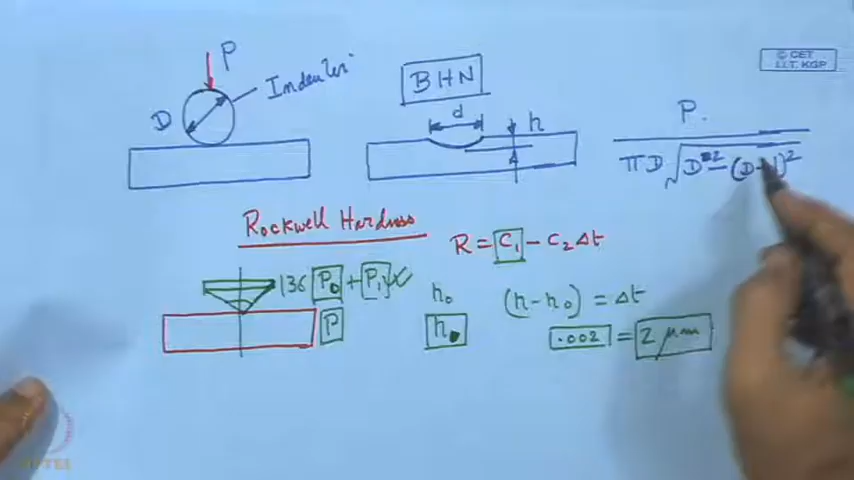 P
© CET
I.I.T. KGP
D
Indenter
BHN
d
h
P.
πD√D² – (D – )²
Rockwell Hardness
R = C₁ – C₂ Δt
136
P₀ + P₁
P
h₀
h
(h – h₀) = Δt
.002 = 2 μm
NPTEL